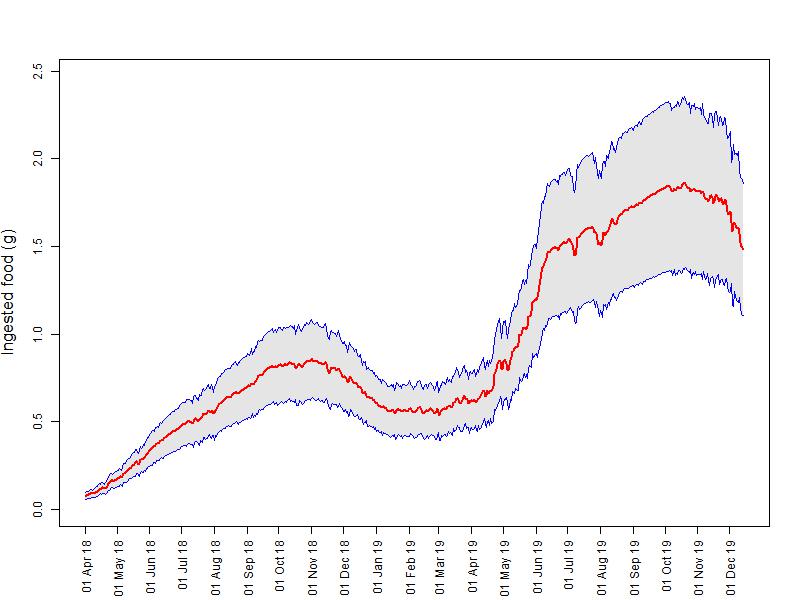 Ingested food (g)
2.5
2.0
1.5
1.0
0.5
0.0
01 Apr 18
01 May 18
01 Jun 18
01 Jul 18
01 Aug 18
01 Sep 18
01 Oct 18
01 Nov 18
01 Dec 18
01 Jan 19
01 Feb 19
01 Mar 19
01 Apr 19
01 May 19
01 Jun 19
01 Jul 19
01 Aug 19
01 Sep 19
01 Oct 19
01 Nov 19
01 Dec 19